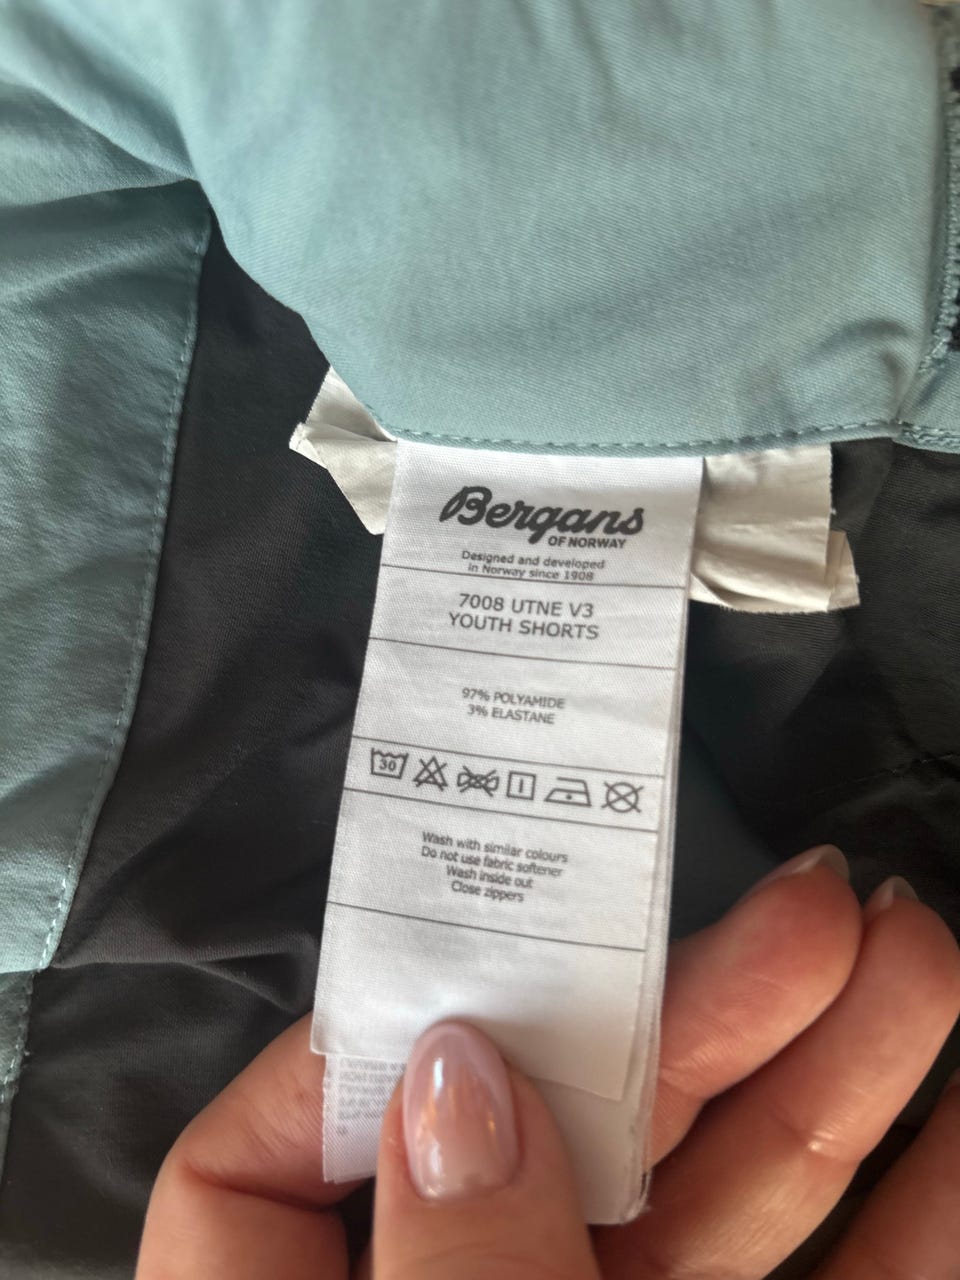 Bergans
OF NORWAY
Designed and developed
in Norway since 1908
7008 UTNE V3
YOUTH SHORTS
97% POLYAMIDE
3% ELASTANE
30
Wash with similar colours
Do not use fabric softener
Wash inside out
Close zippers